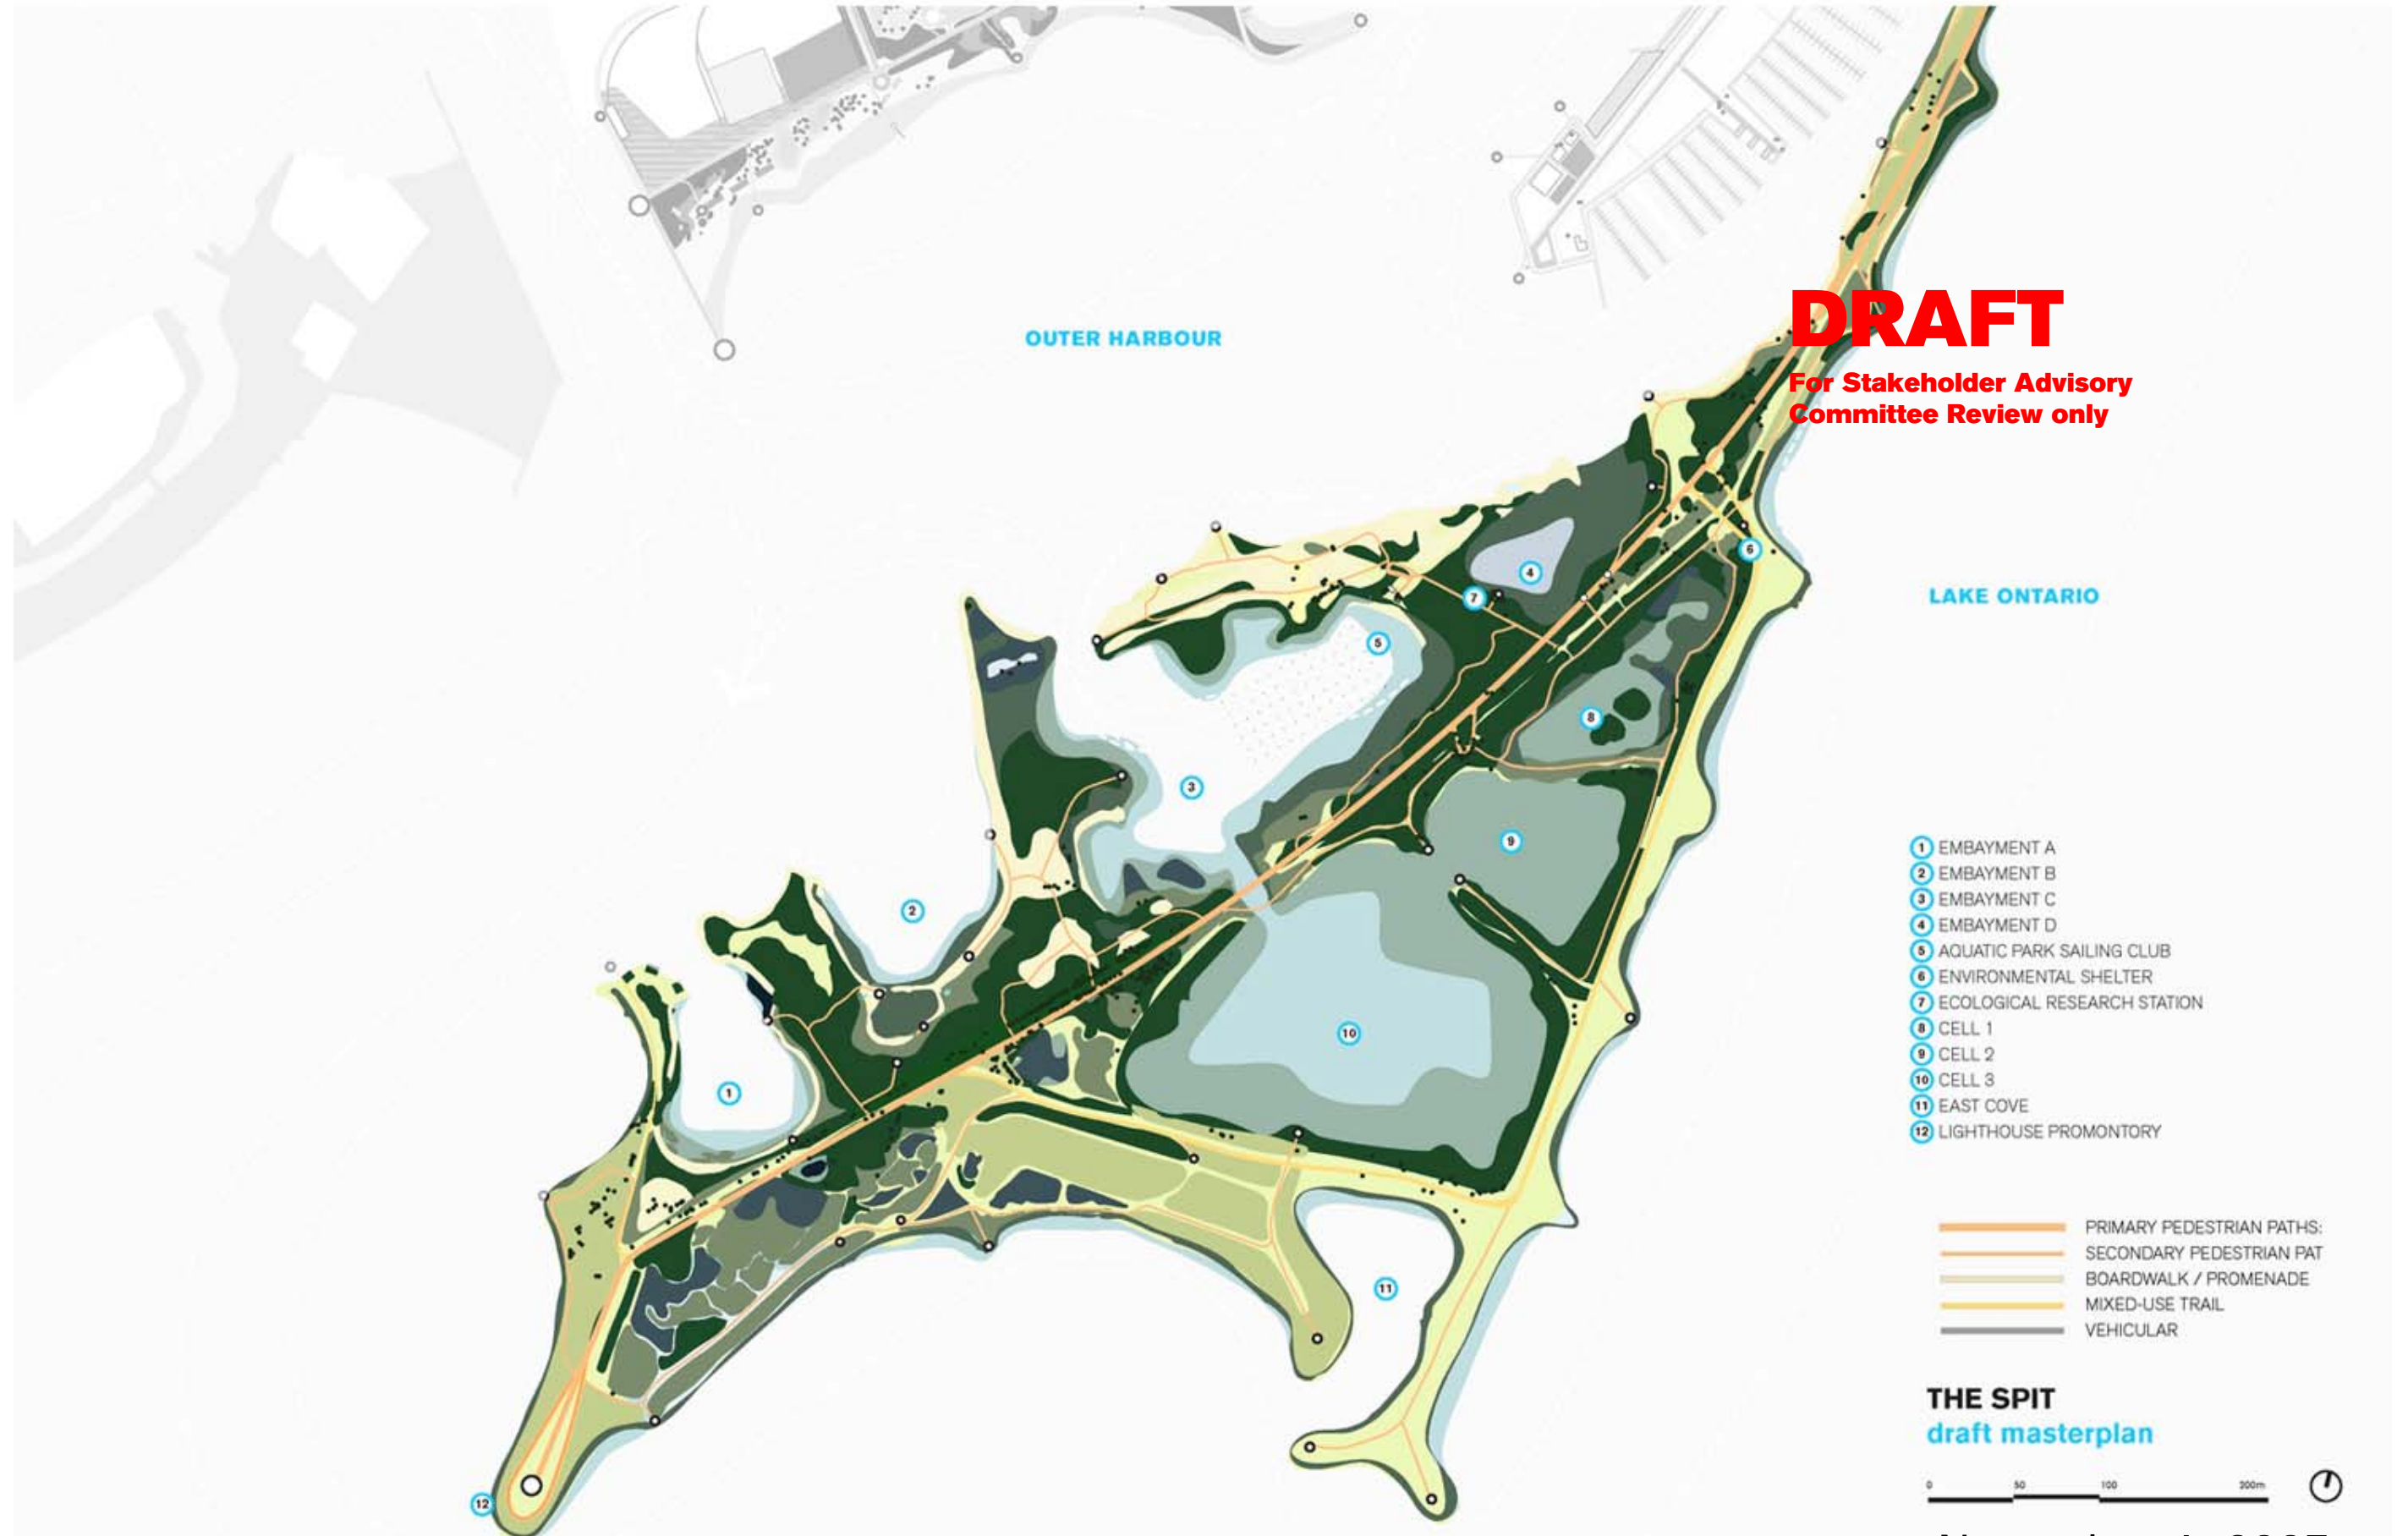 OUTER HARBOUR
DRAFT
For Stakeholder Advisory
Committee Review only
LAKE ONTARIO
6
4
7
5
8
3
9
2
10
1
11
12
1 EMBAYMENT A
2 EMBAYMENT B
3 EMBAYMENT C
4 EMBAYMENT D
5 AQUATIC PARK SAILING CLUB
6 ENVIRONMENTAL SHELTER
7 ECOLOGICAL RESEARCH STATION
8 CELL 1
9 CELL 2
10 CELL 3
11 EAST COVE
12 LIGHTHOUSE PROMONTORY
PRIMARY PEDESTRIAN PATHS:
SECONDARY PEDESTRIAN PAT
BOARDWALK / PROMENADE
MIXED-USE TRAIL
VEHICULAR
THE SPIT
draft masterplan
0 50 100 200m